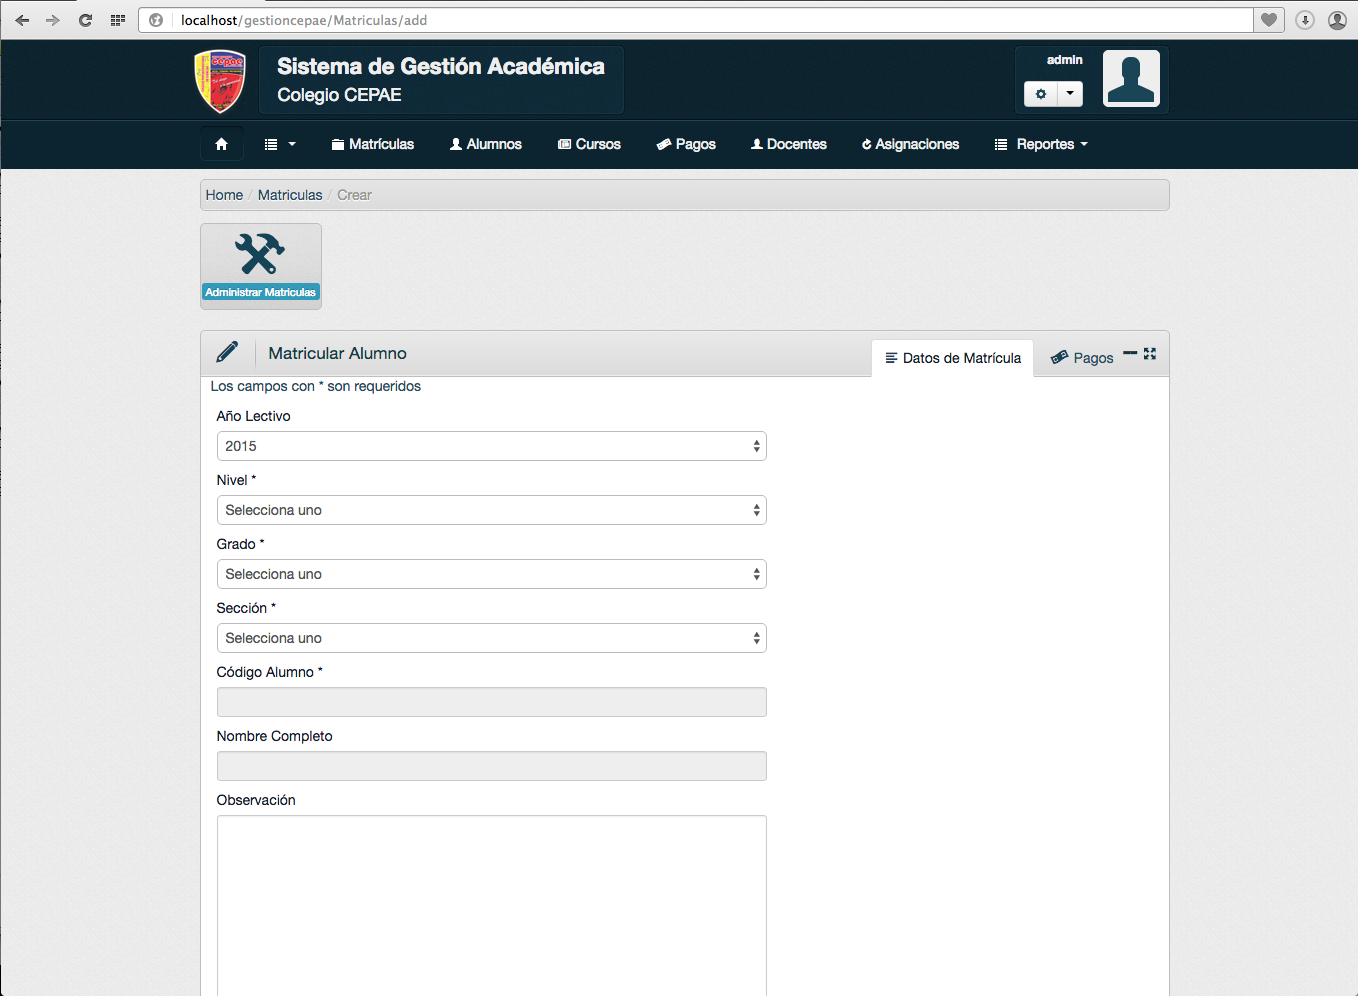 localhost/gestioncepae/Matriculas/add
cepae
Sistema de Gestión Académica
Colegio CEPAE
admin
Matrículas
Alumnos
Cursos
Pagos
Docentes
Asignaciones
Reportes
Home / Matriculas / Crear
Administrar Matriculas
Matricular Alumno
Datos de Matrícula
Pagos
Los campos con * son requeridos
Año Lectivo
2015
Nivel *
Selecciona uno
Grado *
Selecciona uno
Sección *
Selecciona uno
Código Alumno *
Nombre Completo
Observación